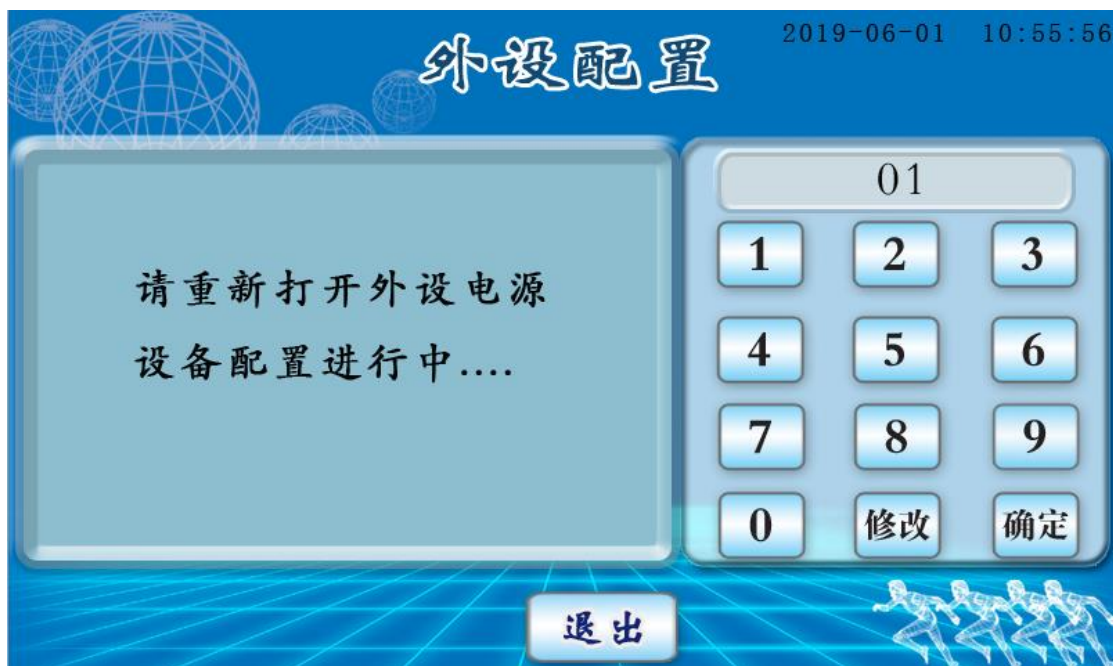 外设配置
2019-06-01 10:55:56
请重新打开外设电源
设备配置进行中....
01
1 2 3
4 5 6
7 8 9
0 修改 确定
退出